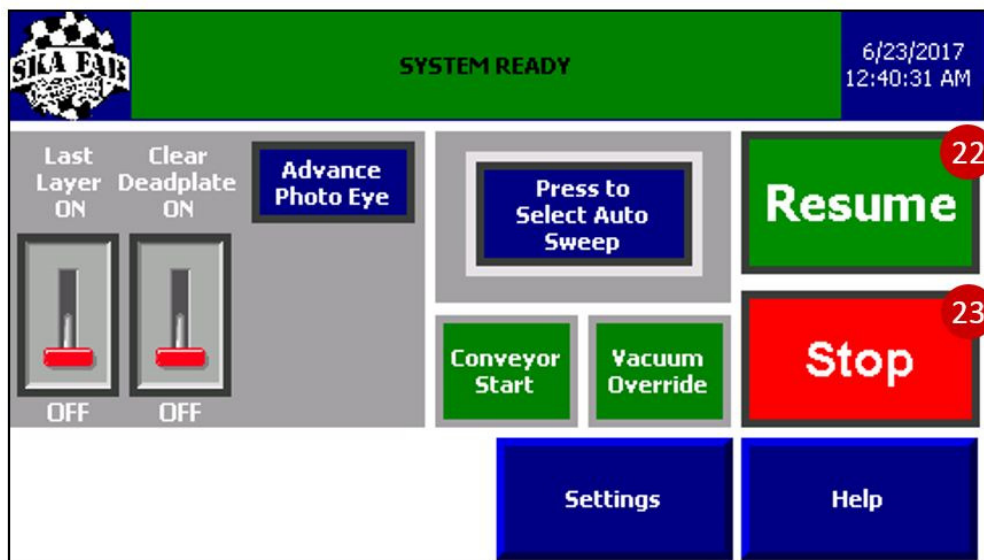 SKA FAB
SYSTEM READY
6/23/2017
12:40:31 AM
Last
Layer
ON
Clear
Deadplate
ON
Advance
Photo Eye
OFF
OFF
Press to
Select Auto
Sweep
Conveyor
Start
Vacuum
Override
22
Resume
23
Stop
Settings
Help